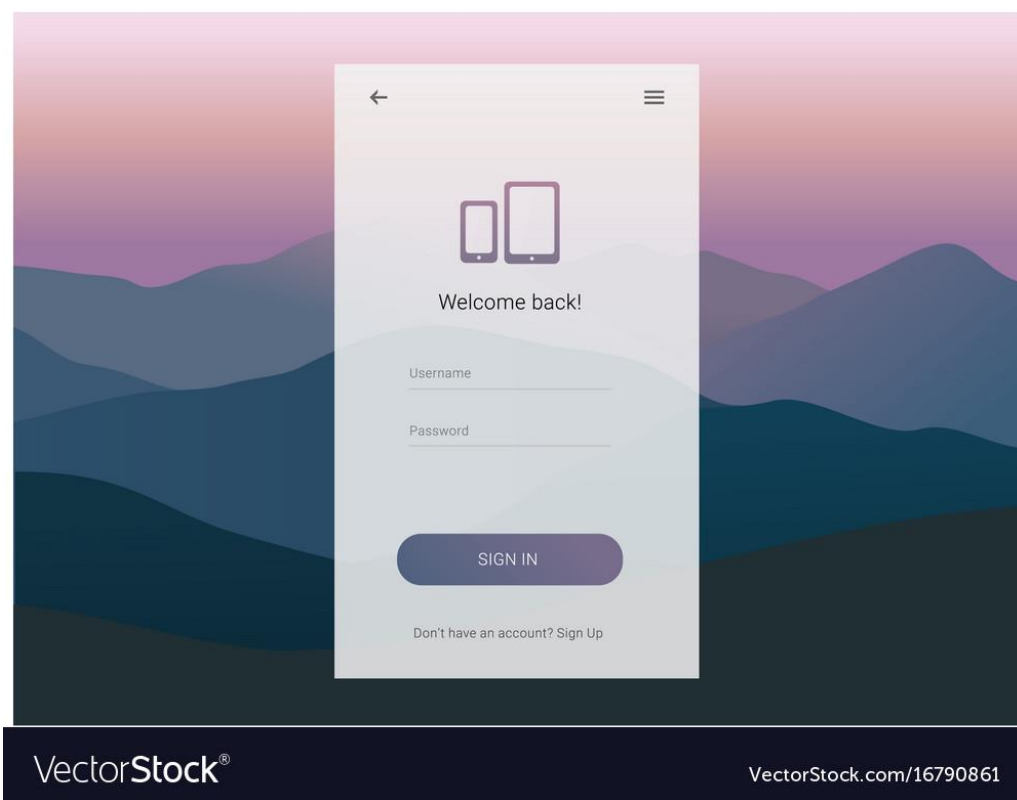 Welcome back!
Username
Password
SIGN IN
Don't have an account? Sign Up
VectorStock®
VectorStock.com/16790861